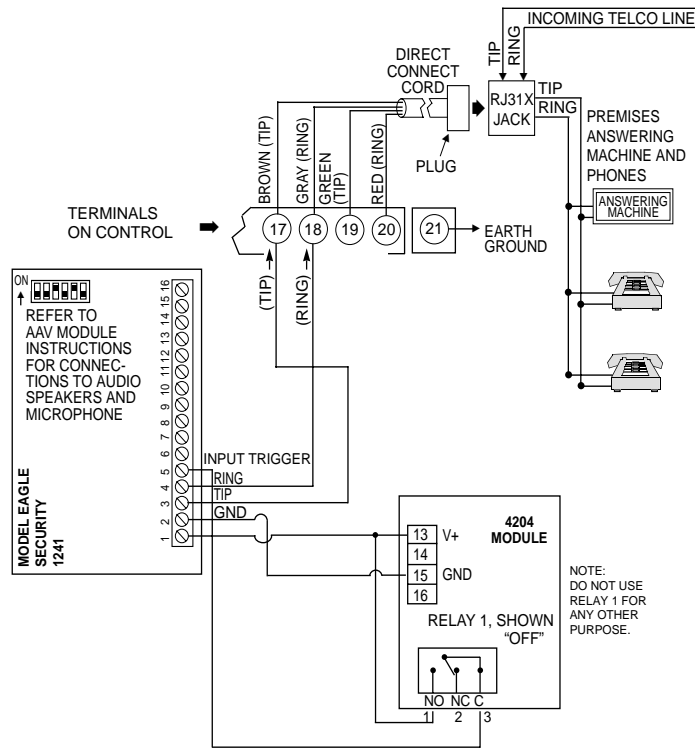 INCOMING TELCO LINE
TIP
RING
DIRECT
CONNECT
CORD
RJ31X
JACK
TIP
RING
PLUG
PREMISES
ANSWERING
MACHINE AND
PHONES
ANSWERING
MACHINE
BROWN (TIP)
GRAY (RING)
GREEN
(TIP)
RED (RING)
TERMINALS
ON CONTROL
17
18
19
20
21
EARTH
GROUND
(TIP)
(RING)
ON
REFER TO
AAV MODULE
INSTRUCTIONS
FOR CONNEC-
TIONS TO AUDIO
SPEAKERS AND
MICROPHONE
MODEL EAGLE
SECURITY
1241
16
15
14
13
12
11
10
9
8
7
6
5
4
3
2
1
INPUT TRIGGER
RING
TIP
GND
4204
MODULE
13 V+
14
15 GND
16
RELAY 1, SHOWN
“OFF”
NO NC C
1 2 3
NOTE:
DO NOT USE
RELAY 1 FOR
ANY OTHER
PURPOSE.